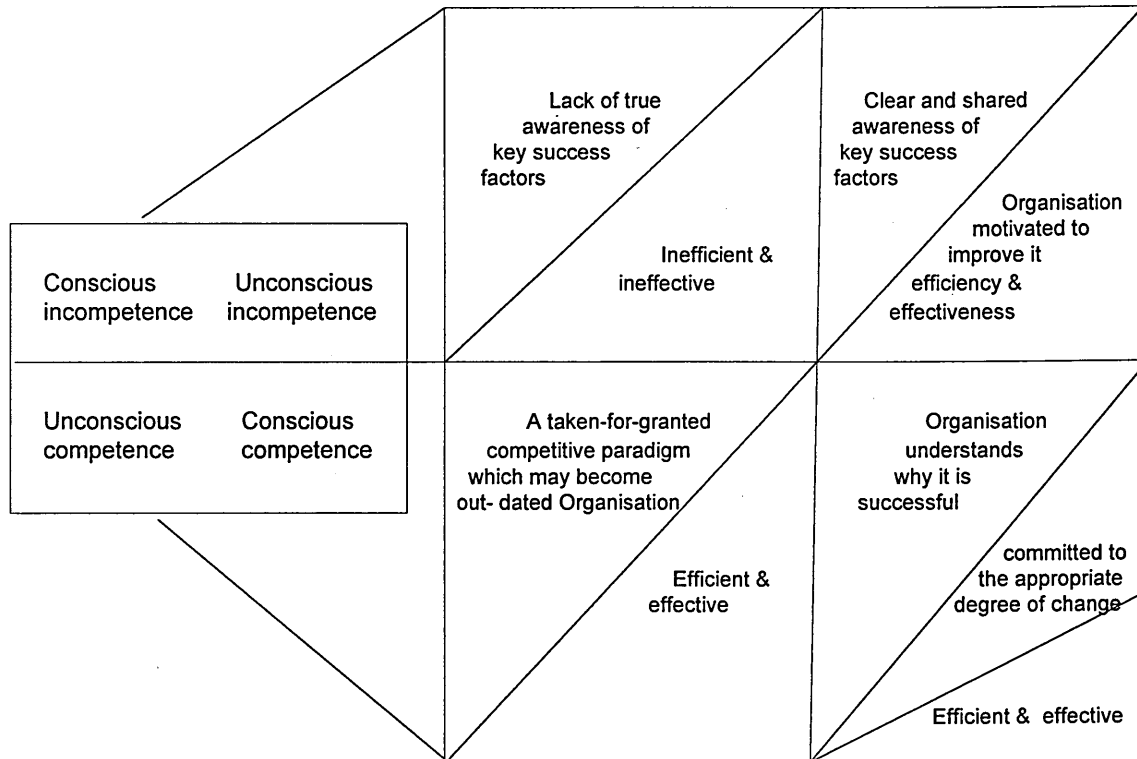 Lack of true
awareness of
key success
factors
Clear and shared
awareness of
key success
factors
Inefficient &
ineffective
Organisation
motivated to
improve it
efficiency &
effectiveness
Conscious
incompetence
Unconscious
incompetence
Unconscious
competence
Conscious
competence
A taken-for-granted
competitive paradigm
which may become
out- dated Organisation
Efficient &
effective
Organisation
understands
why it is
successful
committed to
the appropriate
degree of change
Efficient & effective